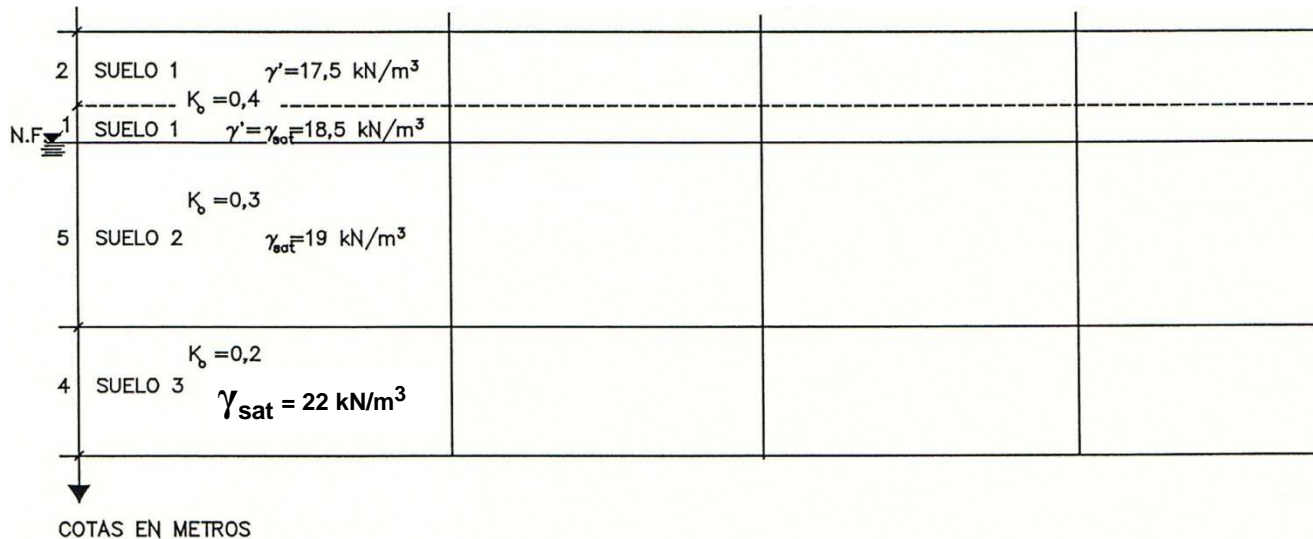 2 SUELO 1 γ'=17,5 kN/m³
K₀ =0,4
1
N.F. SUELO 1 γ'=γsat=18,5 kN/m³
K₀ =0,3
5 SUELO 2 γsat=19 kN/m³
K₀ =0,2
4 SUELO 3
γsat = 22 kN/m³
COTAS EN METROS